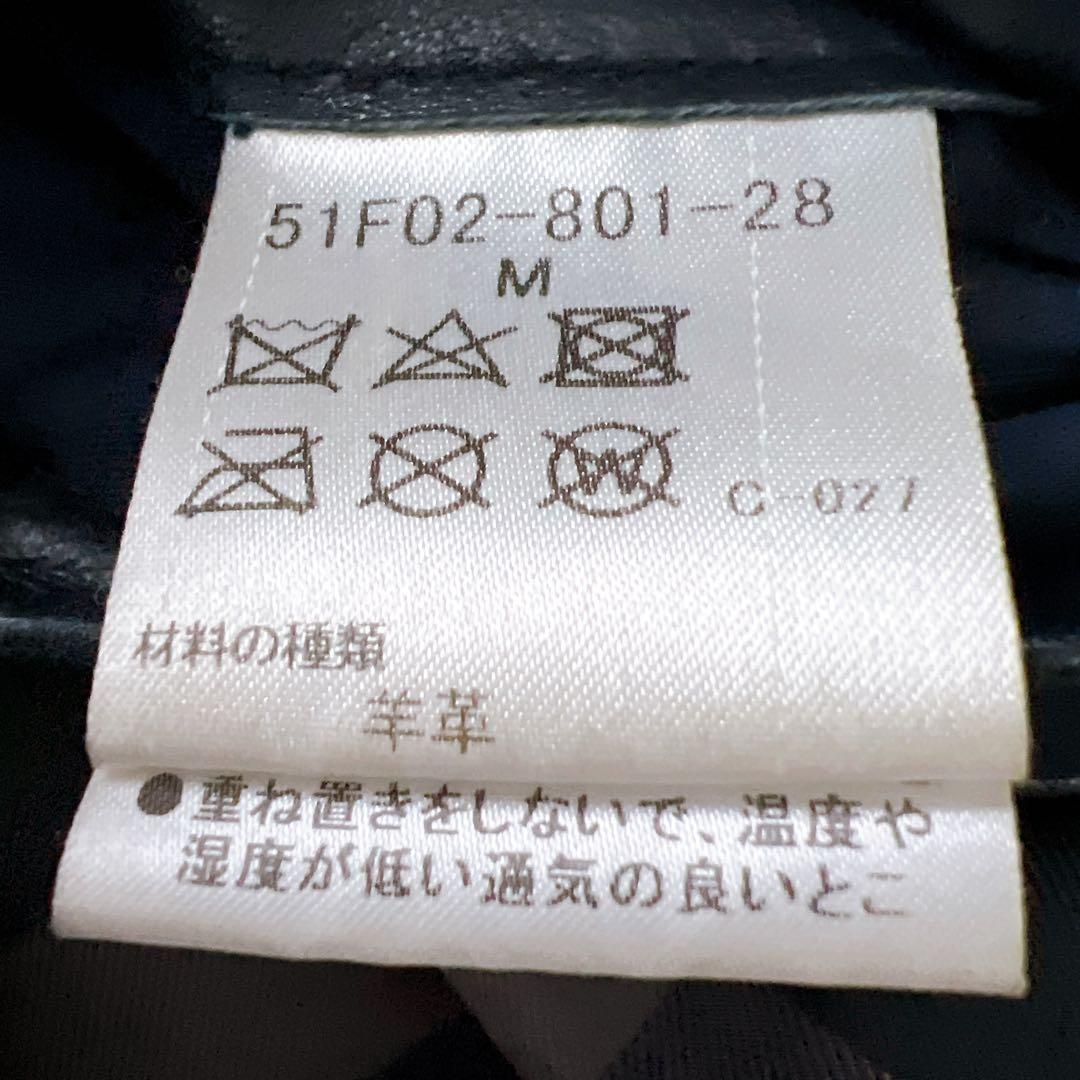 51F02-801-28
M
W
C-027
材料の種類
羊革
●重ね置きをしないで、温度や
湿度が低い通気の良いとこ